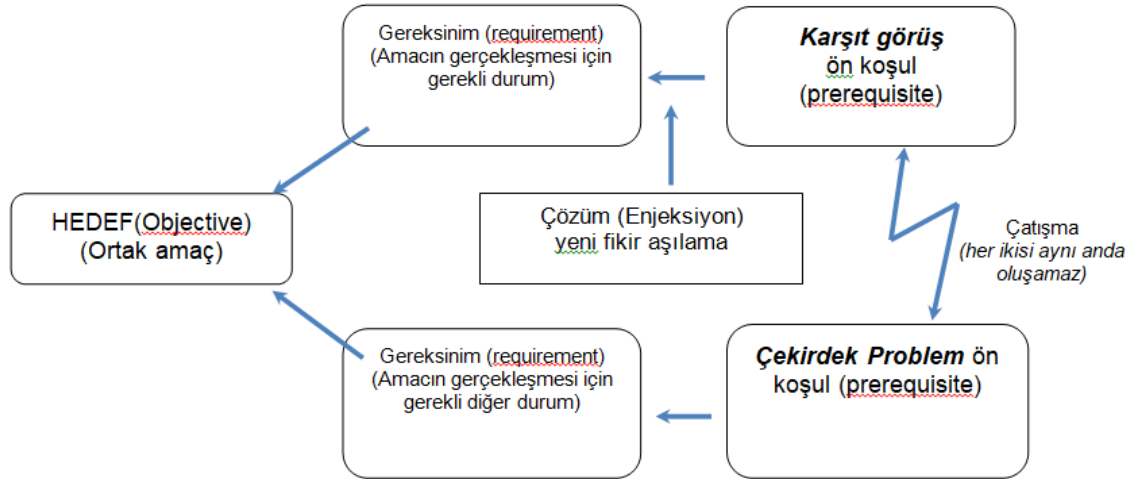 Gereksinim (requirement)
(Amacın gerçekleşmesi için
gerekli durum)
Karşıt görüş
ön koşul
(prerequisite)
HEDEF(Objective)
(Ortak amaç)
Çözüm (Enjeksiyon)
yeni fikir aşılama
Çatışma
(her ikisi aynı anda
oluşamaz)
Gereksinim (requirement)
(Amacın gerçekleşmesi için
gerekli diğer durum)
Çekirdek Problem ön
koşul (prerequisite)